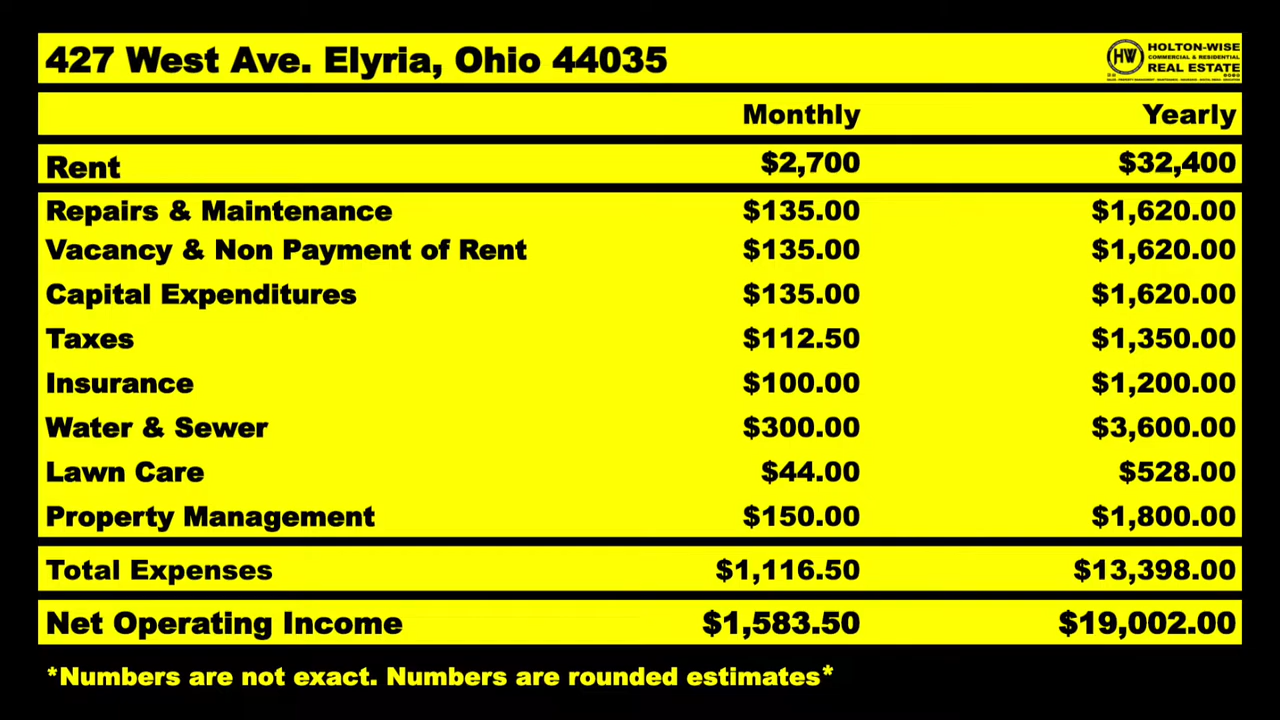 427 West Ave. Elyria, Ohio 44035
HW
HOLTON-WISE
COMMERCIAL & RESIDENTIAL
REAL ESTATE
Monthly Yearly
Rent $2,700 $32,400
Repairs & Maintenance $135.00 $1,620.00
Vacancy & Non Payment of Rent $135.00 $1,620.00
Capital Expenditures $135.00 $1,620.00
Taxes $112.50 $1,350.00
Insurance $100.00 $1,200.00
Water & Sewer $300.00 $3,600.00
Lawn Care $44.00 $528.00
Property Management $150.00 $1,800.00
Total Expenses $1,116.50 $13,398.00
Net Operating Income $1,583.50 $19,002.00
*Numbers are not exact. Numbers are rounded estimates*